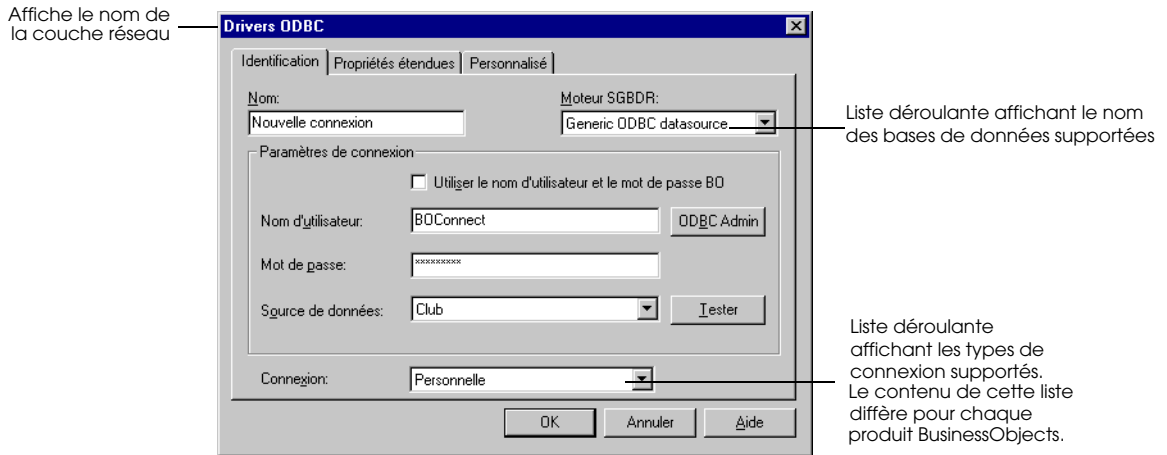 Affiche le nom de
la couche réseau
Drivers ODBC
Identification
Propriétés étendues
Personnalisé
Nom:
Moteur SGBDR:
Nouvelle connexion
Generic ODBC datasource
Liste déroulante affichant le nom
des bases de données supportées
Paramètres de connexion
Utiliser le nom d'utilisateur et le mot de passe BO
Nom d'utilisateur:
BOConnect
ODBC Admin
Mot de passe:
*********
Source de données:
Club
Tester
Liste déroulante
affichant les types de
connexion supportés.
Le contenu de cette liste
diffère pour chaque
produit BusinessObjects.
Connexion:
Personnelle
OK
Annuler
Aide